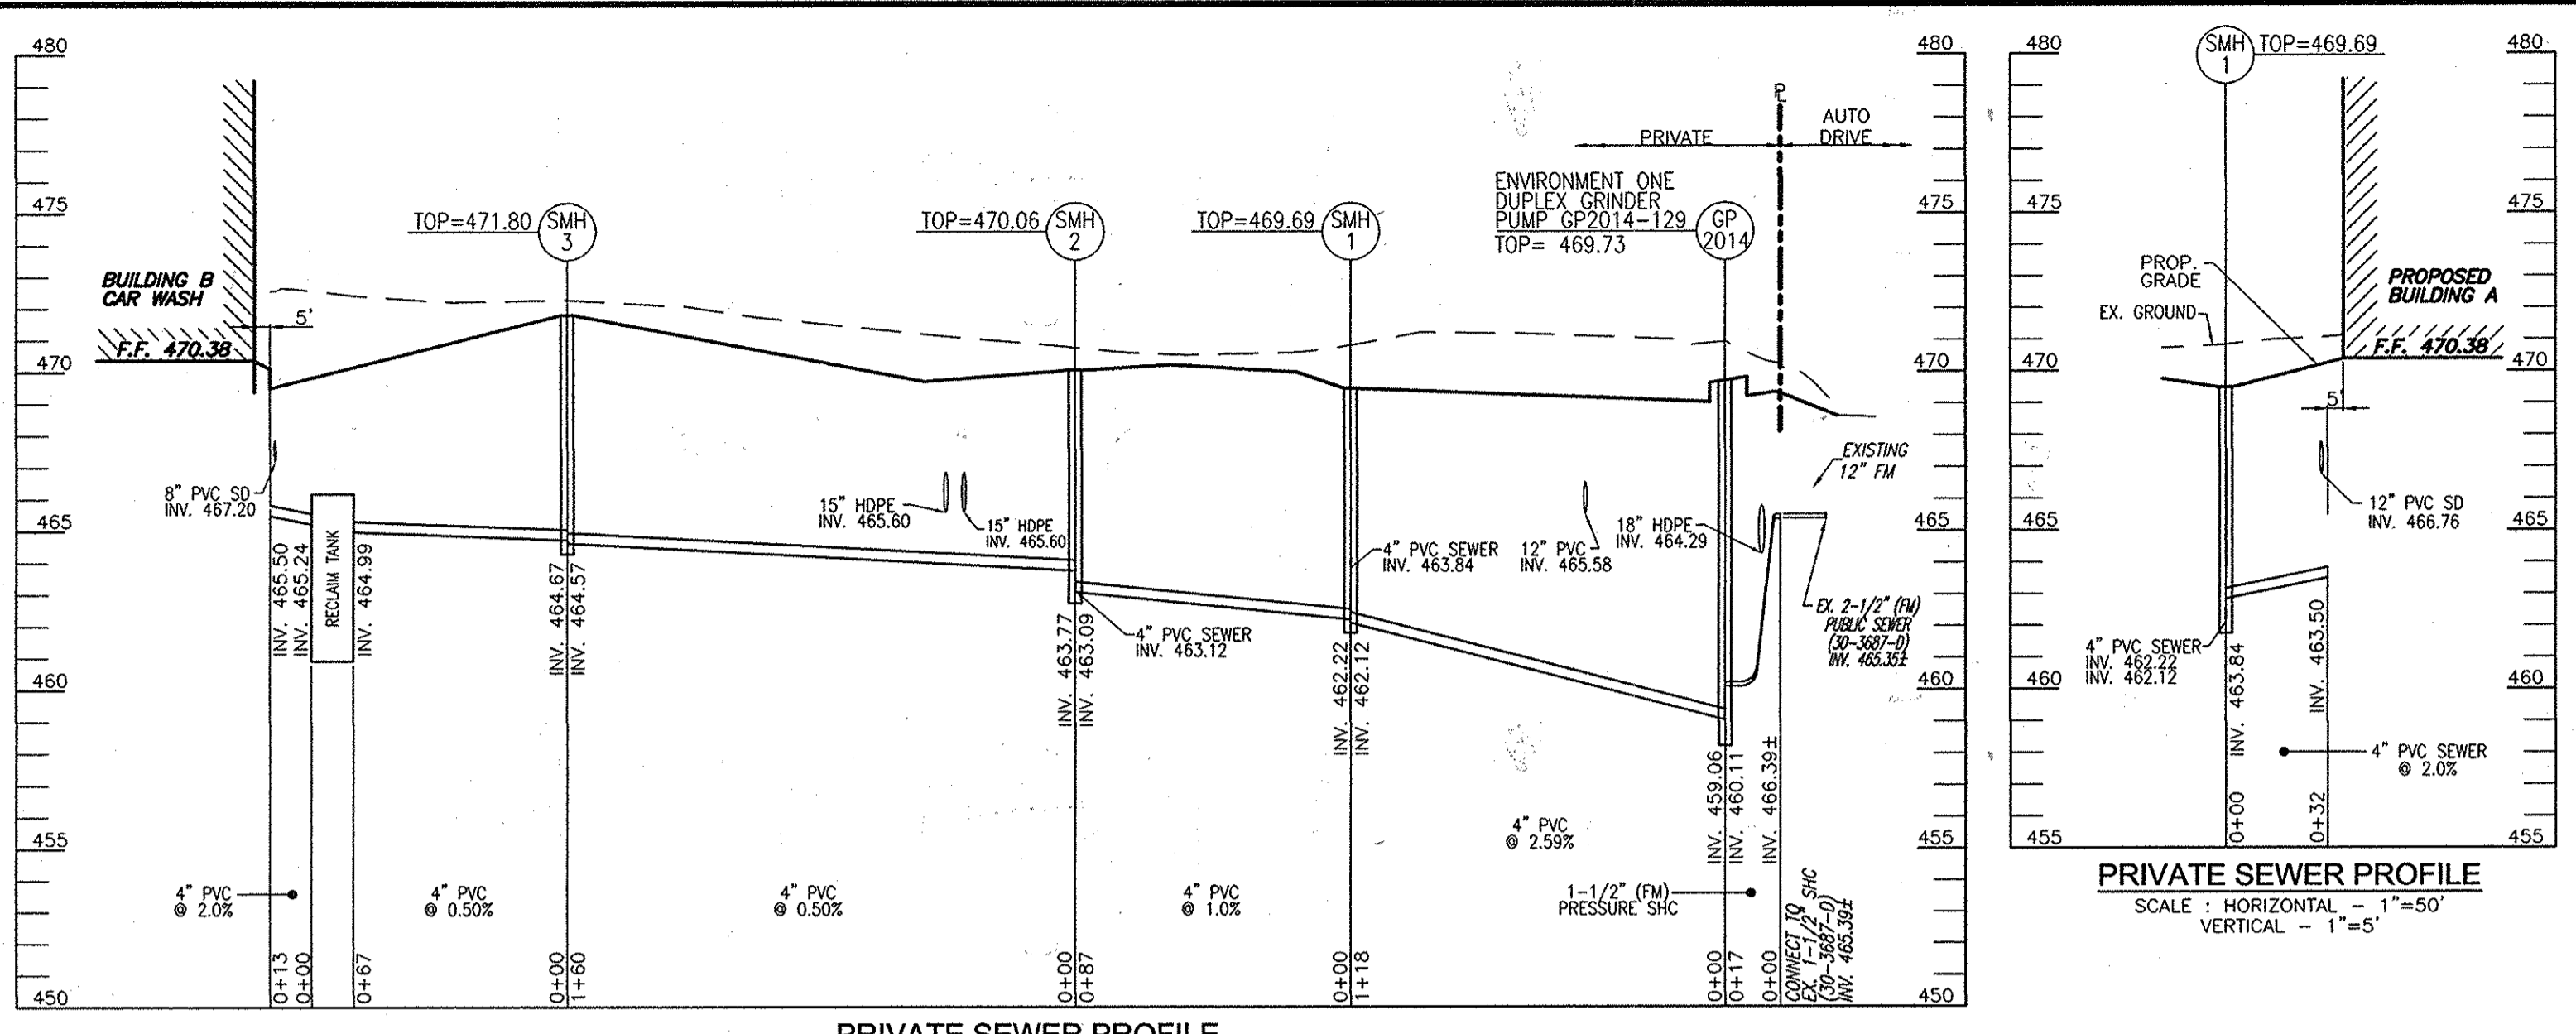 480
475
470
465
460
455
450
BUILDING B
CAR WASH
F.F. 470.38
5'
8" PVC SD
INV. 467.20
INV. 465.50
INV. 465.24
RECLAIM TANK
INV. 464.99
4" PVC
@ 2.0%
0+13
0+00
0+67
4" PVC
@ 0.50%
TOP=471.80
SMH
3
INV. 464.67
INV. 464.57
0+00
1+60
4" PVC
@ 0.50%
15" HDPE
INV. 465.60
15" HDPE
INV. 465.60
TOP=470.06
SMH
2
INV. 463.77
INV. 463.09
4" PVC SEWER
INV. 463.12
0+00
0+87
4" PVC
@ 1.0%
TOP=469.69
SMH
1
4" PVC SEWER
INV. 463.84
INV. 462.22
INV. 462.12
0+00
1+18
12" PVC
INV. 465.58
4" PVC
@ 2.59%
ENVIRONMENT ONE
DUPLEX GRINDER
PUMP GP2014-129
TOP= 469.73
GP
2014
PRIVATE
AUTO
DRIVE
18" HDPE
INV. 464.29
EXISTING
12" FM
EX. 2-1/2" (FM)
PUBLIC SEWER
(30-3687-D)
INV. 465.35±
INV. 459.06
INV. 460.11
INV. 466.39±
1-1/2" (FM)
PRESSURE SHC
0+00
0+17
0+00
CONNECT TO
EX. 1-1/2" SHC
(30-3687-D)
INV. 465.39±
480
475
470
465
460
455
450
PRIVATE SEWER PROFILE
480
475
470
465
460
455
SMH
1
TOP=469.69
PROP.
GRADE
EX. GROUND
PROPOSED
BUILDING A
F.F. 470.38
5'
12" PVC SD
INV. 466.76
4" PVC SEWER
INV. 462.22
INV. 462.12
INV. 463.84
INV. 463.50
4" PVC SEWER
@ 2.0%
0+00
0+32
480
475
470
465
460
455
PRIVATE SEWER PROFILE
SCALE : HORIZONTAL - 1"=50'
VERTICAL - 1"=5'